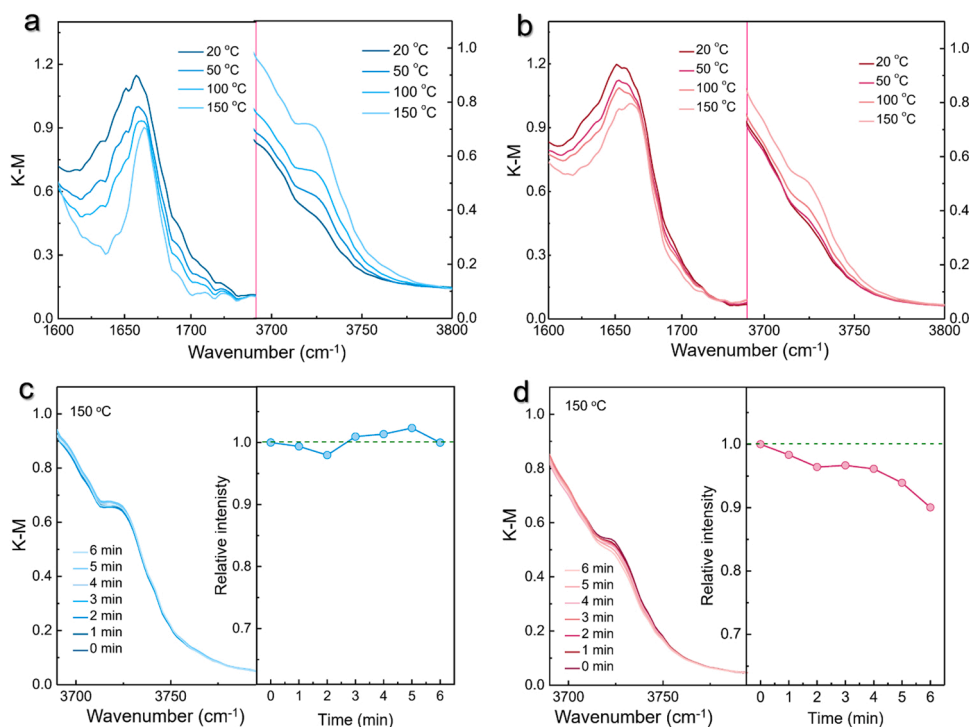 a
20 °C
50 °C
100 °C
150 °C
20 °C
50 °C
100 °C
150 °C
K-M
1.2
0.9
0.6
0.3
0.0
1.0
0.8
0.6
0.4
0.2
0.0
1600
1650
1700
3700
3750
3800
Wavenumber (cm⁻¹)
b
20 °C
50 °C
100 °C
150 °C
20 °C
50 °C
100 °C
150 °C
K-M
1.2
0.9
0.6
0.3
0.0
1.0
0.8
0.6
0.4
0.2
0.0
1600
1650
1700
3700
3750
3800
Wavenumber (cm⁻¹)
c
150 °C
K-M
1.0
0.8
0.6
0.4
0.2
0.0
6 min
5 min
4 min
3 min
2 min
1 min
0 min
3700
3750
Wavenumber (cm⁻¹)
Relative intenisty
1.0
0.9
0.7
0
1
2
3
4
5
6
Time (min)
d
150 °C
K-M
1.0
0.8
0.6
0.4
0.2
0.0
6 min
5 min
4 min
3 min
2 min
1 min
0 min
3700
3750
Wavenumber (cm⁻¹)
Relative intensity
1.0
0.9
0.7
0
1
2
3
4
5
6
Time (min)